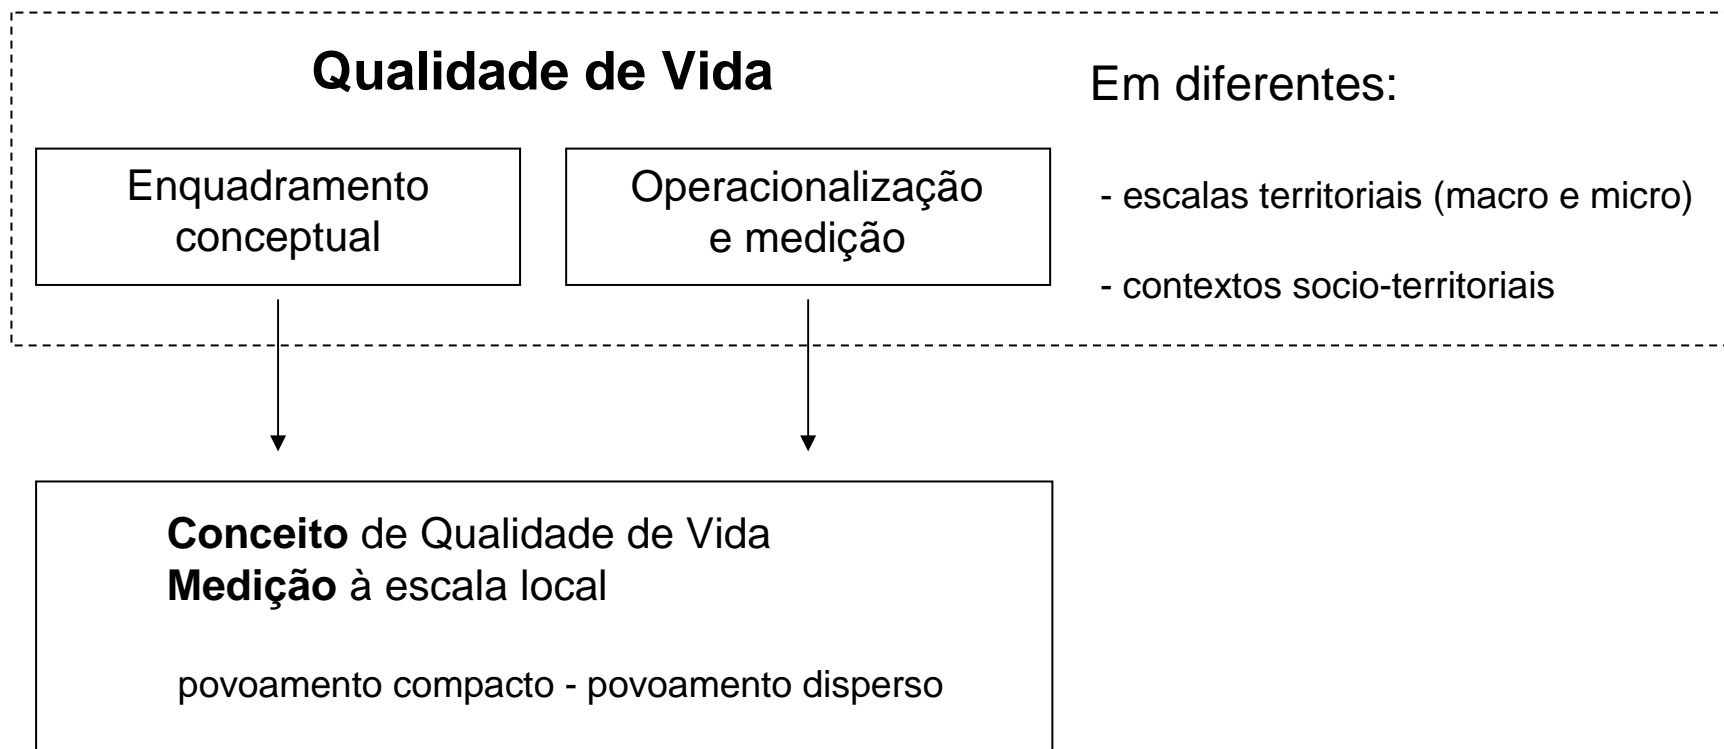 Qualidade de Vida
Enquadramento
conceptual
Operacionalização
e medição
Em diferentes:
- escalas territoriais (macro e micro)
- contextos socio-territoriais
Conceito de Qualidade de Vida
Medição à escala local
povoamento compacto - povoamento disperso